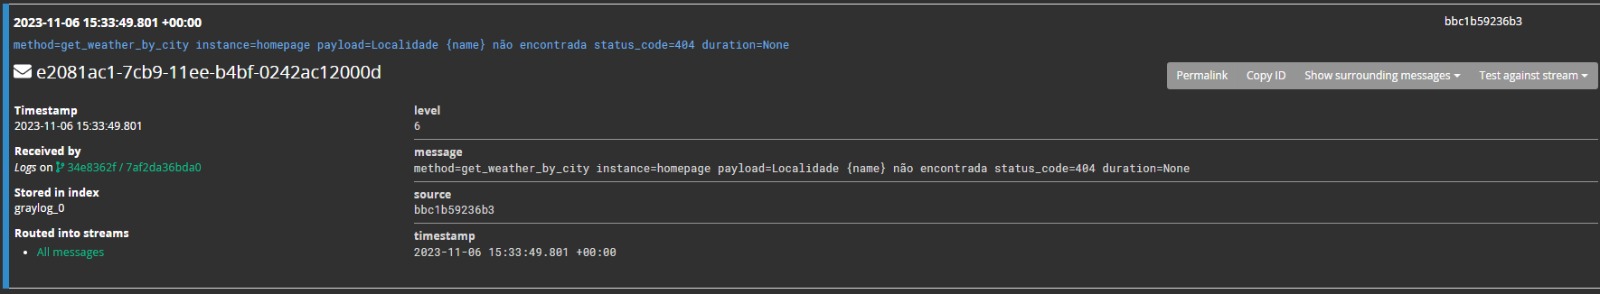 2023-11-06 15:33:49.801 +00:00
bbc1b59236b3
method=get_weather_by_city instance=homepage payload=Localidade {name} não encontrada status_code=404 duration=None
e2081ac1-7cb9-11ee-b4bf-0242ac12000d
Permalink Copy ID Show surrounding messages Test against stream
Timestamp
2023-11-06 15:33:49.801
Received by
Logs on 34e8362f / 7af2da36bda0
Stored in index
graylog_0
Routed into streams
• All messages
level
6
message
method=get_weather_by_city instance=homepage payload=Localidade {name} não encontrada status_code=404 duration=None
source
bbc1b59236b3
timestamp
2023-11-06 15:33:49.801 +00:00